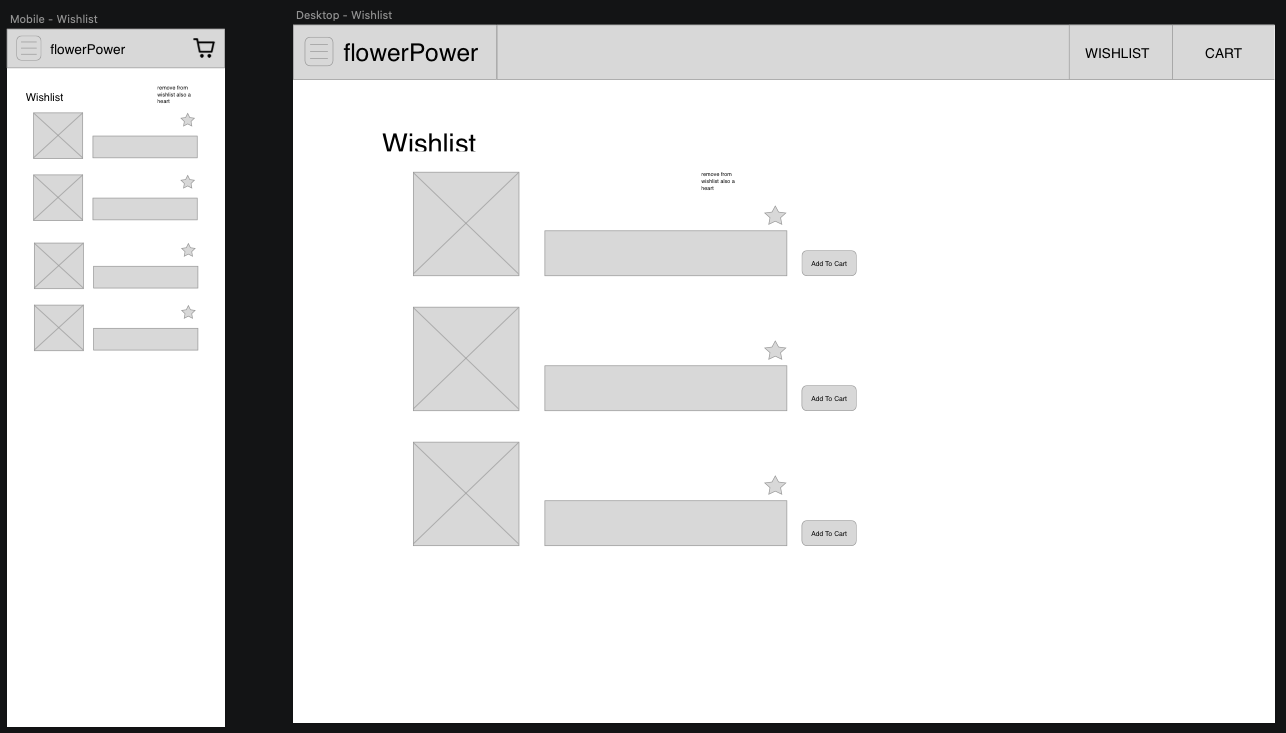 Mobile - Wishlist
flowerPower
Wishlist
remove from
wishlist also a
heart
Desktop - Wishlist
flowerPower
WISHLIST
CART
Wishlist
remove from
wishlist also a
heart
Add To Cart
Add To Cart
Add To Cart